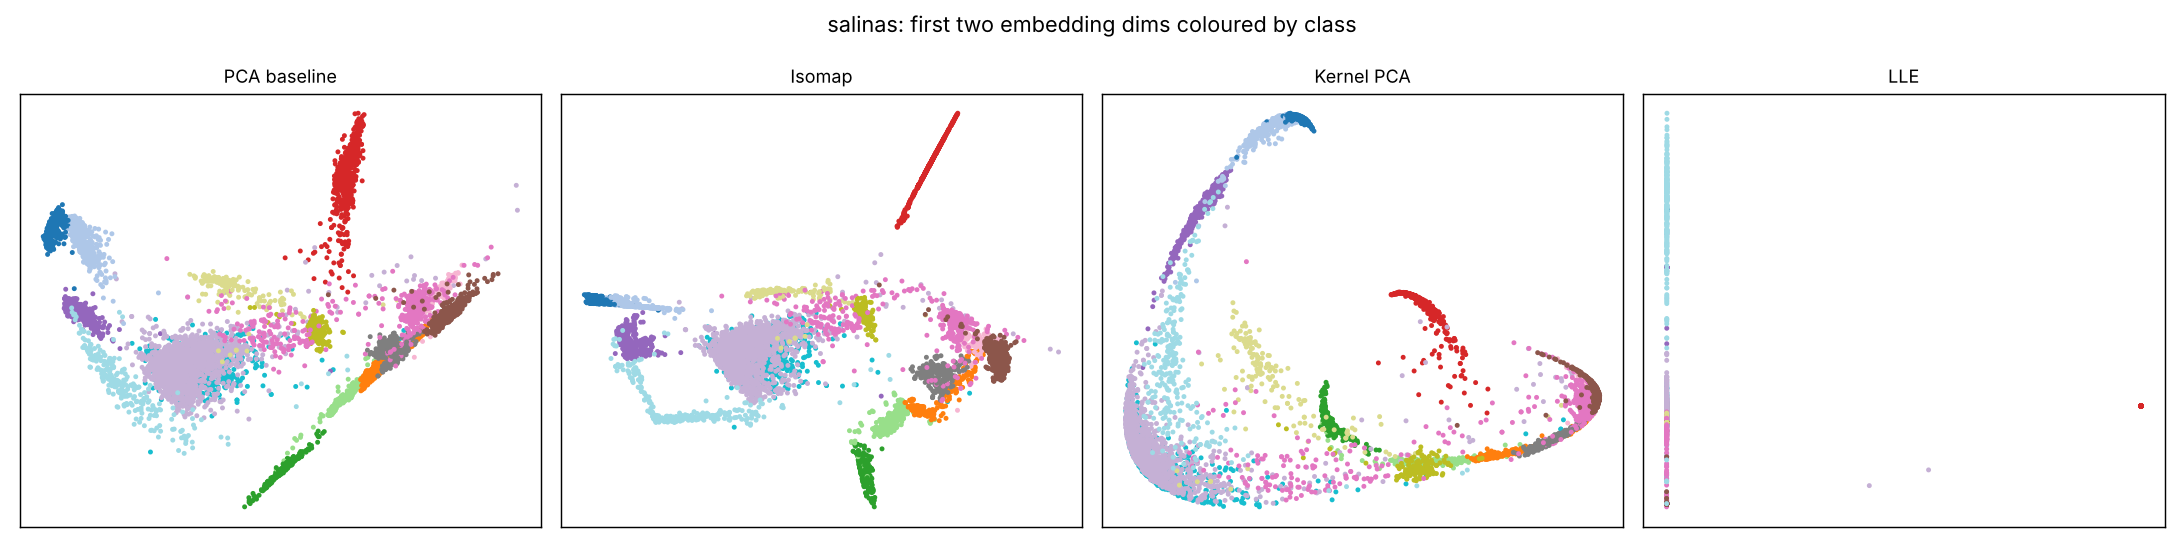 salinas: first two embedding dims coloured by class
PCA baseline
Isomap
Kernel PCA
LLE